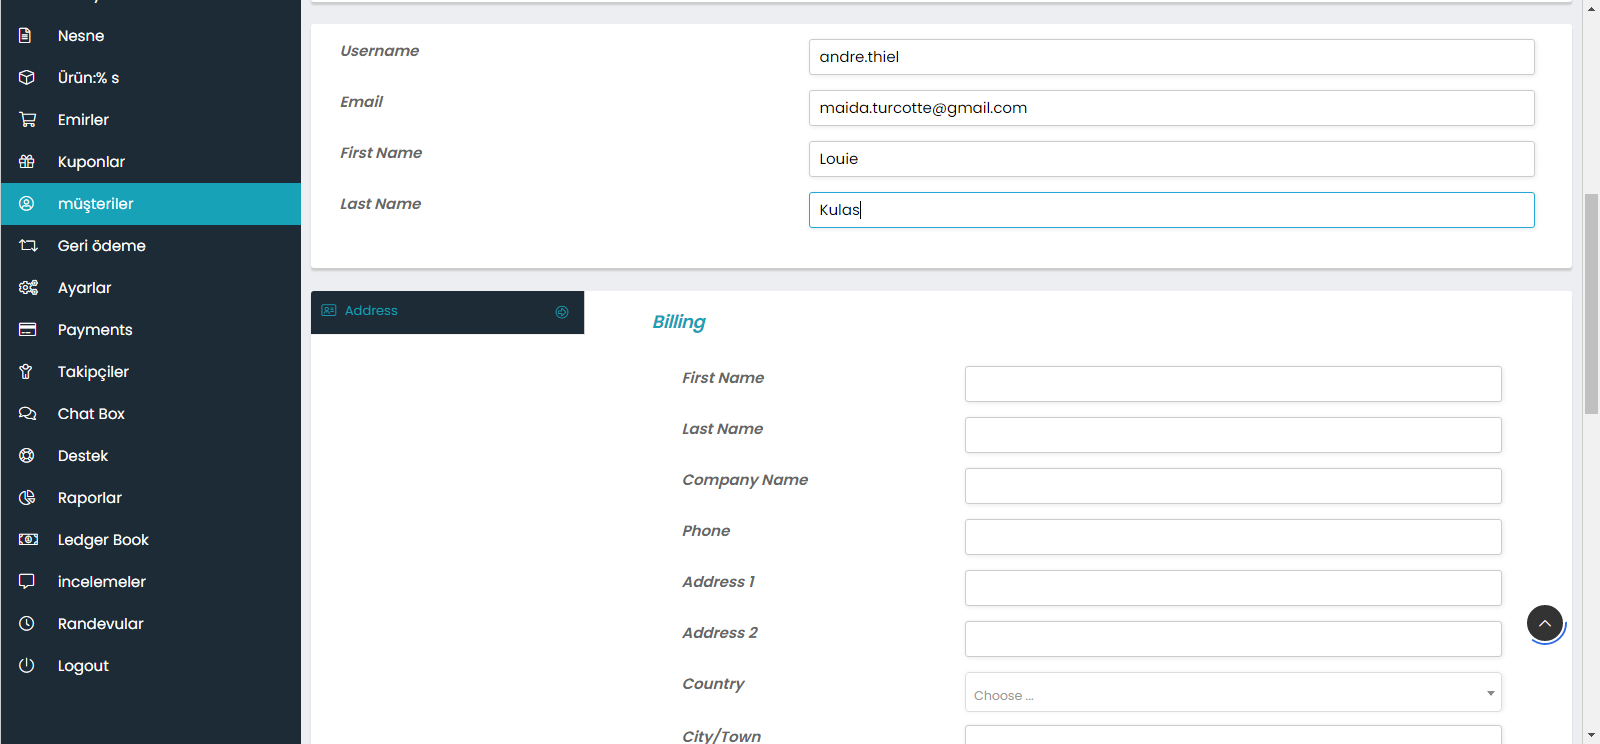 Nesne
Ürün:% s
Emirler
Kuponlar
müşteriler
Geri ödeme
Ayarlar
Payments
Takipçiler
Chat Box
Destek
Raporlar
Ledger Book
incelemeler
Randevular
Logout
Username
andre.thiel
Email
maida.turcotte@gmail.com
First Name
Louie
Last Name
Kulas
Address
Billing
First Name
Last Name
Company Name
Phone
Address 1
Address 2
Country
Choose ...
City/Town